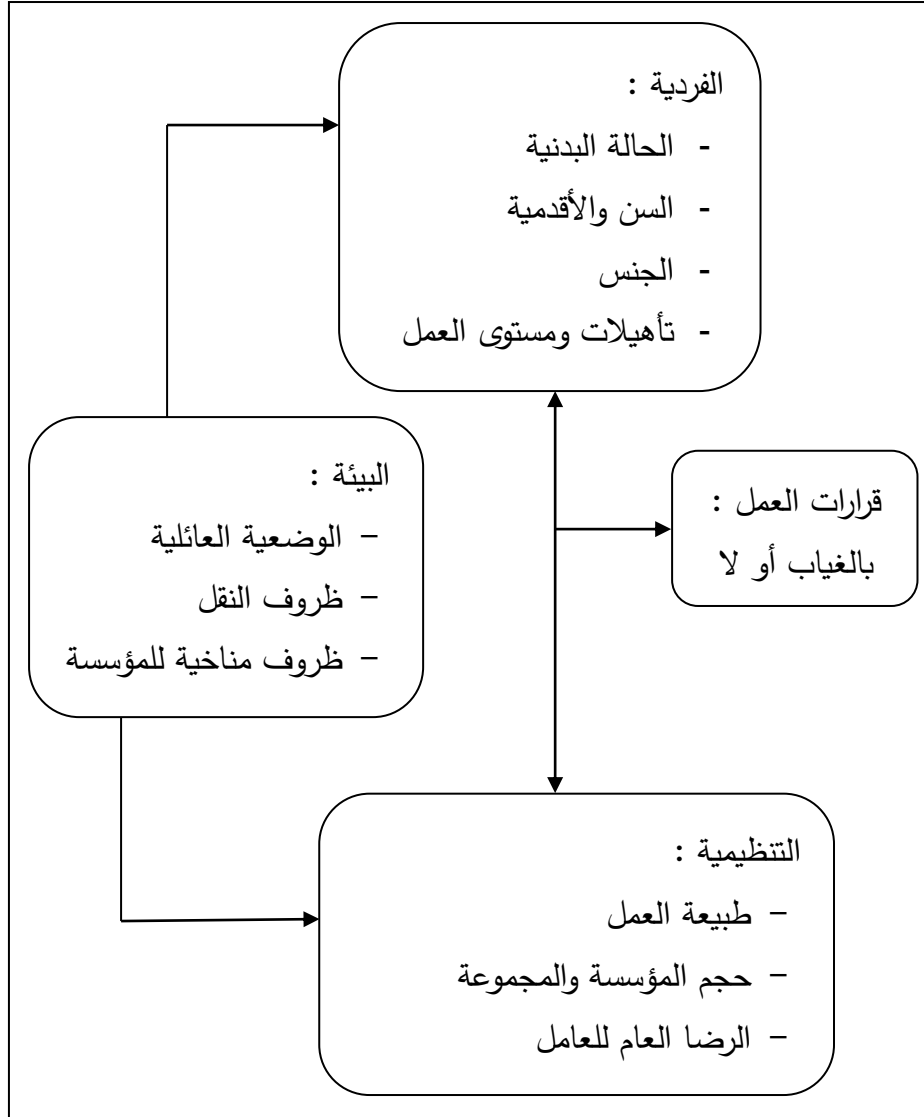 الفردية :
- الحالة البدنية
- السن والأقدمية
- الجنس
- تأهيلات ومستوى العمل
البيئة :
– الوضعية العائلية
– ظروف النقل
– ظروف مناخية للمؤسسة
قرارات العمل :
بالغياب أو لا
التنظيمية :
– طبيعة العمل
– حجم المؤسسة والمجموعة
– الرضا العام للعامل